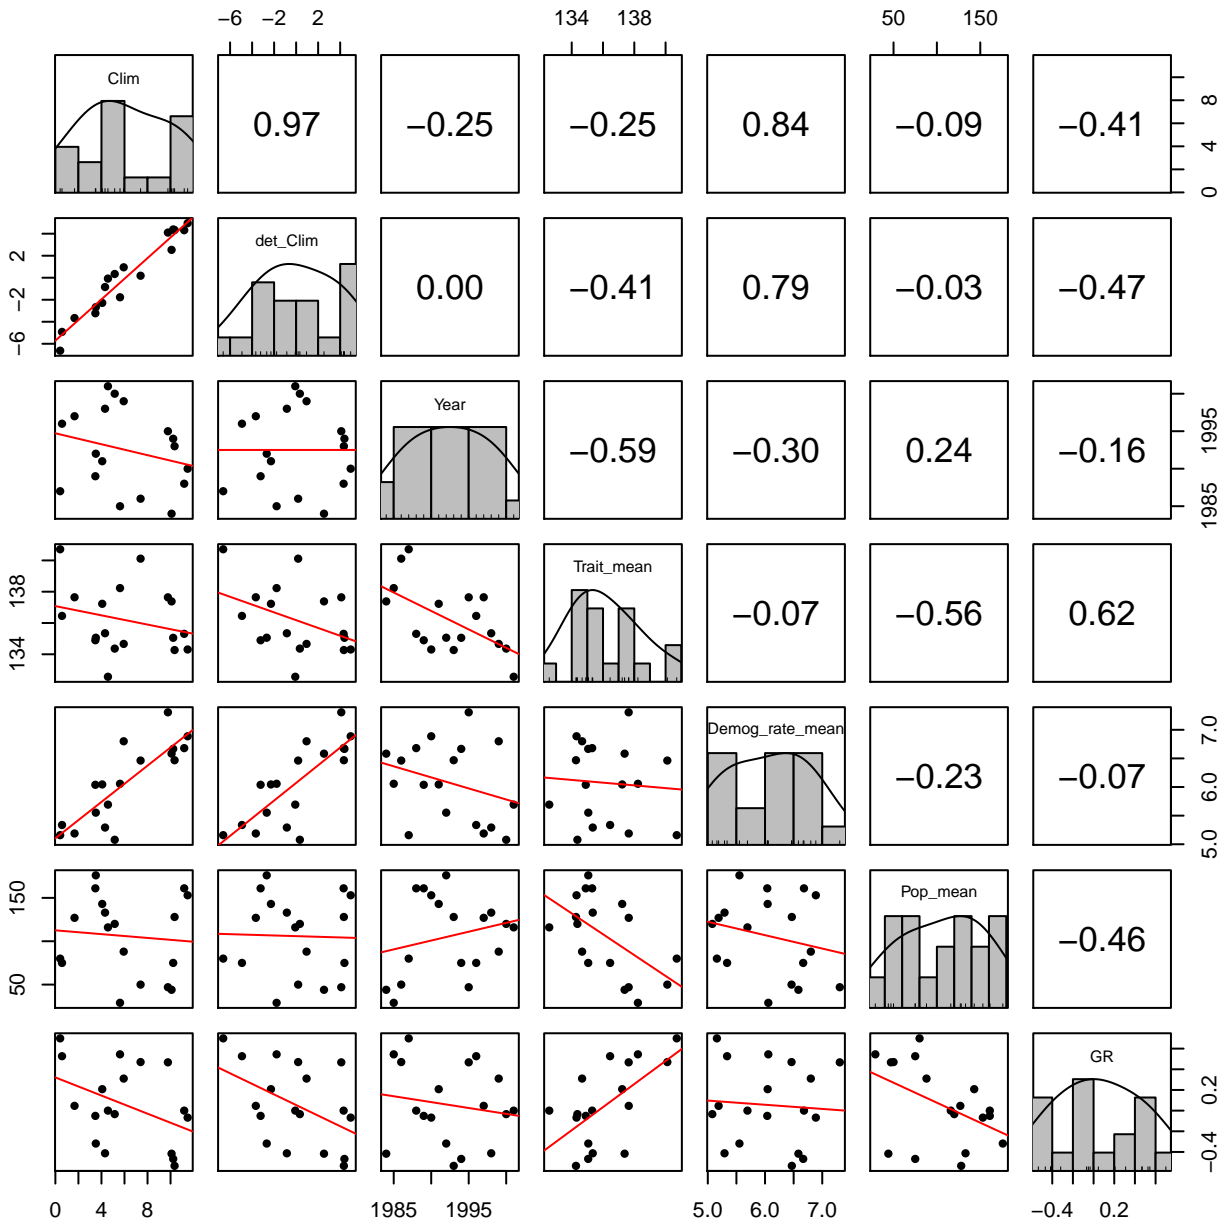 −6 −2 2 134 138 50 150
Clim 0.97 −0.25 −0.25 0.84 −0.09 −0.41 0 4 8
−6 −2 2 det_Clim 0.00 −0.41 0.79 −0.03 −0.47
Year −0.59 −0.30 0.24 −0.16 1985 1995
134 138 Trait_mean −0.07 −0.56 0.62
Demog_rate_mean −0.23 −0.07 5.0 6.0 7.0
50 150 Pop_mean −0.46
GR −0.4 0.2
0 4 8 1985 1995 5.0 6.0 7.0 −0.4 0.2